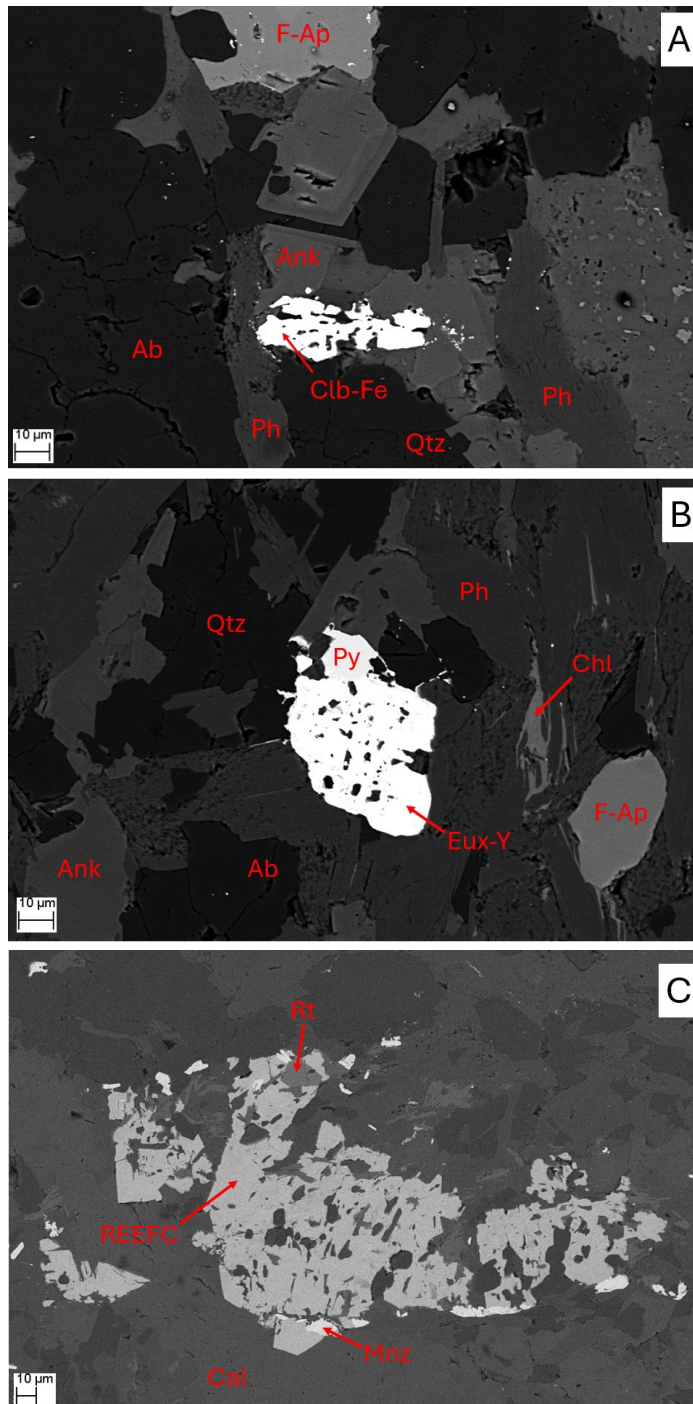 A
F-Ap
Ank
Ab
Clb-Fe
Ph
Ph
Qtz
10 µm
B
Ph
Qtz
Py
Chl
F-Ap
Eux-Y
Ank
Ab
10 µm
C
Rt
REEFC
Mnz
Cal
10 µm